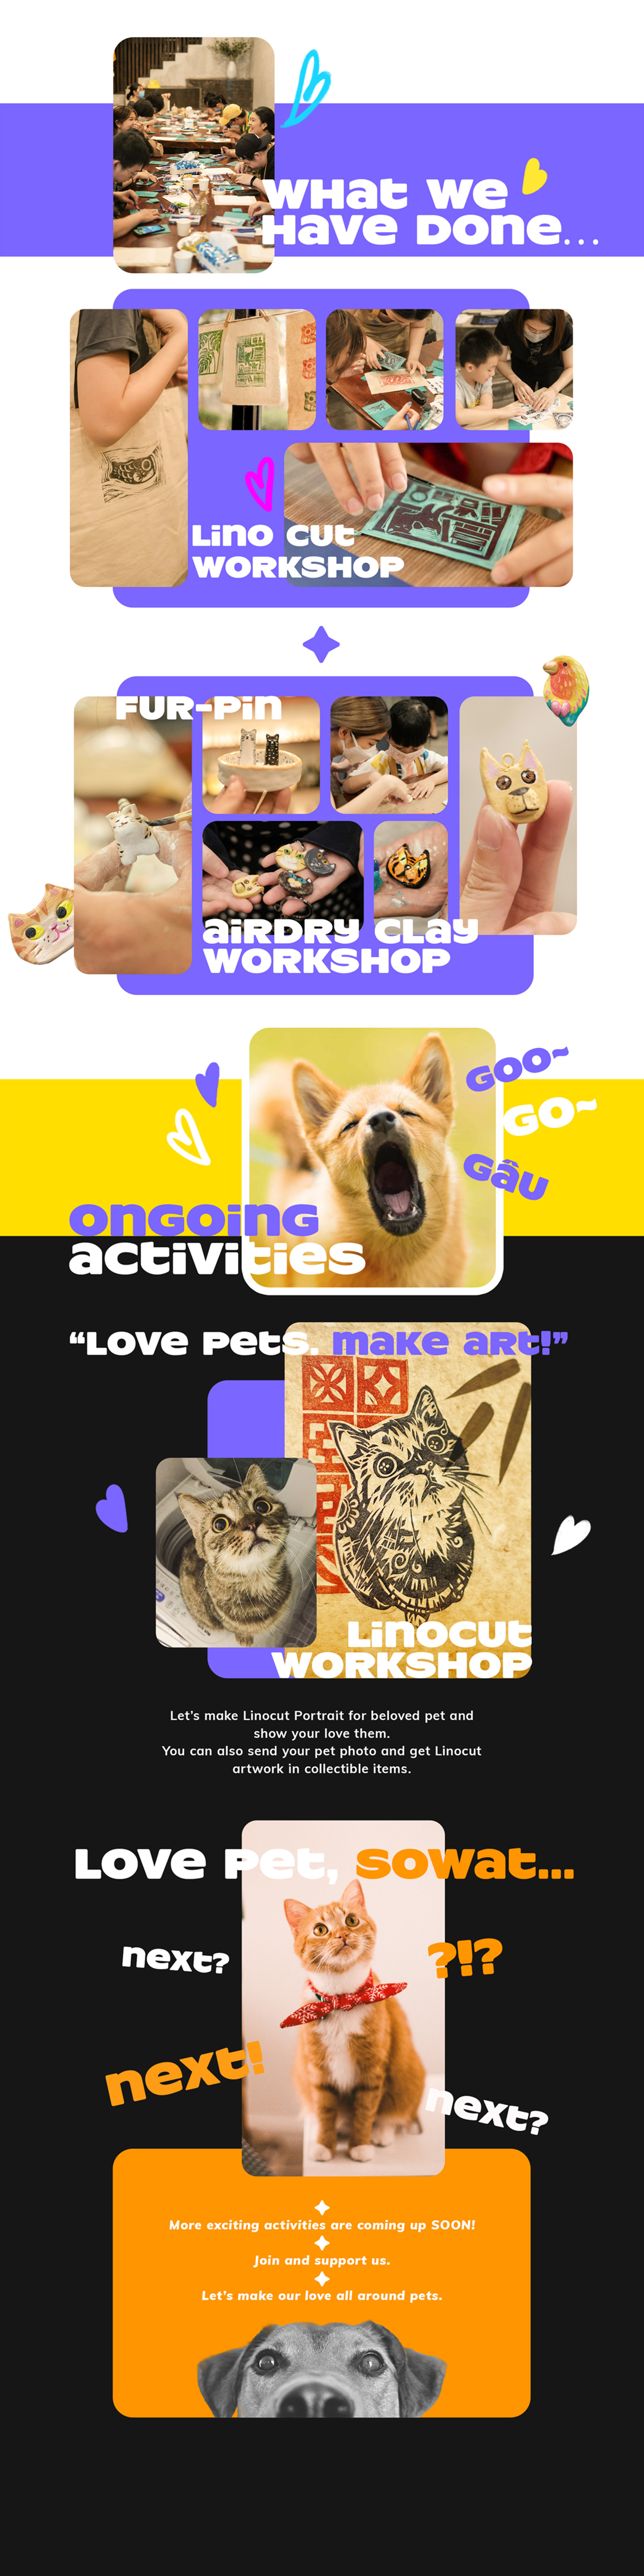 WHat We
Have Done...
Lino Cut
WORKSHOP
FUR-Pin
aiRDRY CLay
WORKSHOP
GOO~
GO~
Gâu
ongoing
activities
“Love Pets. make art!”
Linocut
WORKSHOP
Let’s make Linocut Portrait for beloved pet and
show your love them.
You can also send your pet photo and get Linocut
artwork in collectible items.
Love Pet, sowat...
next?
?!?
next!
next?
More exciting activities are coming up SOON!
Join and support us.
Let’s make our love all around pets.